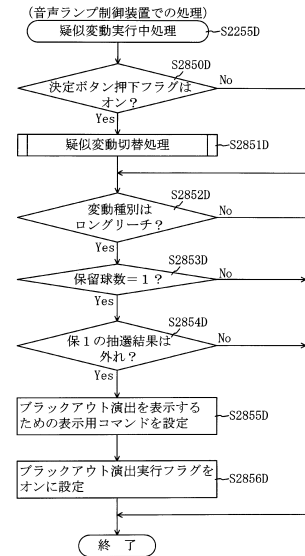 (音声ランプ制御装置での処理)
疑似変動実行中処理
S2255D
S2850D
決定ボタン押下フラグは
オン？
No
Yes
疑似変動切替処理
S2851D
S2852D
変動種別は
ロングリーチ？
No
Yes
S2853D
保留球数＝１？
No
Yes
S2854D
保１の抽選結果は
外れ？
No
Yes
ブラックアウト演出を表示する
ための表示用コマンドを設定
S2855D
ブラックアウト演出実行フラグを
オンに設定
S2856D
終 了